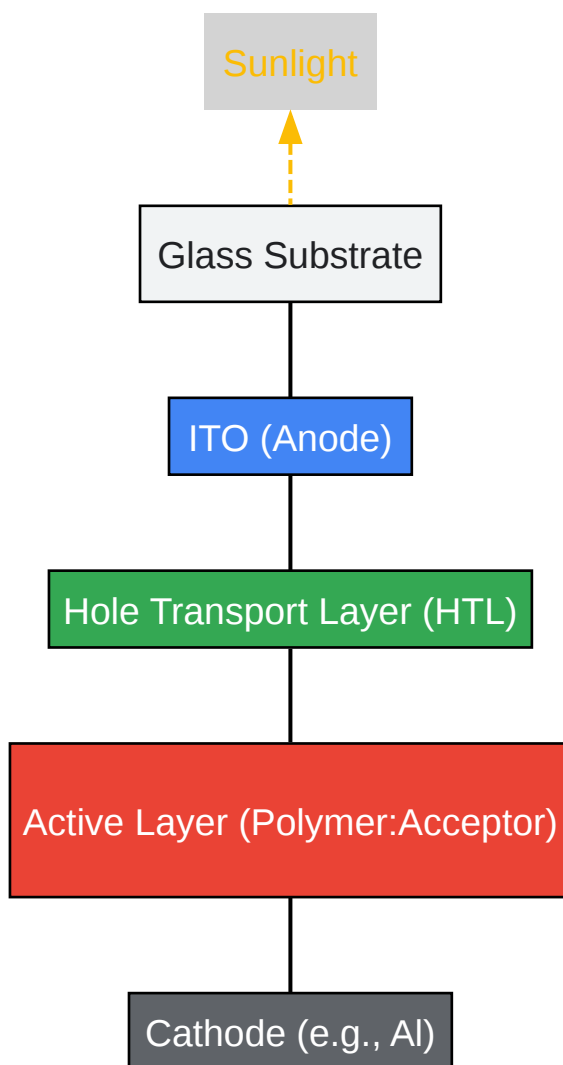 Sunlight
Glass Substrate
ITO (Anode)
Hole Transport Layer (HTL)
Active Layer (Polymer:Acceptor)
Cathode (e.g., Al)